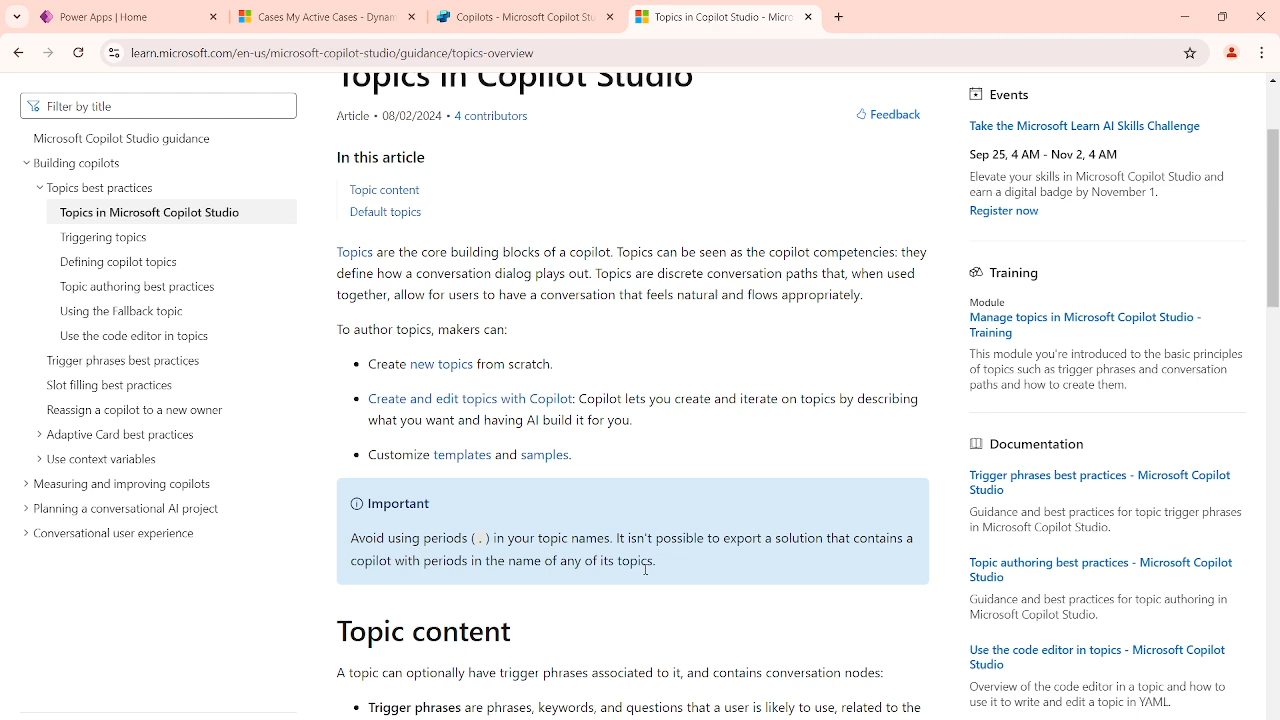 Power Apps | Home
Cases My Active Cases - Unnam
Copilots - Microsoft Copilot Stu
Topics in Copilot Studio - Micro
learn.microsoft.com/en-us/microsoft-copilot-studio/guidance/topics-overview
Filter by title
Microsoft Copilot Studio guidance
Building copilots
Topics best practices
Topics in Microsoft Copilot Studio
Triggering topics
Defining copilot topics
Topic authoring best practices
Using the Fallback topic
Use the code editor in topics
Trigger phrases best practices
Slot filling best practices
Reassign a copilot to a new owner
Adaptive Card best practices
Use context variables
Measuring and improving copilots
Planning a conversational AI project
Conversational user experience
Topics in Copilot Studio
Article • 08/02/2024 • 4 contributors
Feedback
In this article
Topic content
Default topics
Topics are the core building blocks of a copilot. Topics can be seen as the copilot competencies: they
define how a conversation dialog plays out. Topics are discrete conversation paths that, when used
together, allow for users to have a conversation that feels natural and flows appropriately.
To author topics, makers can:
• Create new topics from scratch.
• Create and edit topics with Copilot: Copilot lets you create and iterate on topics by describing
what you want and having AI build it for you.
• Customize templates and samples.
Important
Avoid using periods ( . ) in your topic names. It isn't possible to export a solution that contains a
copilot with periods in the name of any of its topics.
Topic content
A topic can optionally have trigger phrases associated to it, and contains conversation nodes:
• Trigger phrases are phrases, keywords, and questions that a user is likely to use, related to the
Events
Take the Microsoft Learn AI Skills Challenge
Sep 25, 4 AM - Nov 2, 4 AM
Elevate your skills in Microsoft Copilot Studio and
earn a digital badge by November 1.
Register now
Training
Module
Manage topics in Microsoft Copilot Studio -
Training
This module you're introduced to the basic principles
of topics such as trigger phrases and conversation
paths and how to create them.
Documentation
Trigger phrases best practices - Microsoft Copilot
Studio
Guidance and best practices for topic trigger phrases
in Microsoft Copilot Studio.
Topic authoring best practices - Microsoft Copilot
Studio
Guidance and best practices for topic authoring in
Microsoft Copilot Studio.
Use the code editor in topics - Microsoft Copilot
Studio
Overview of the code editor in a topic and how to
use it to write and edit a topic in YAML.